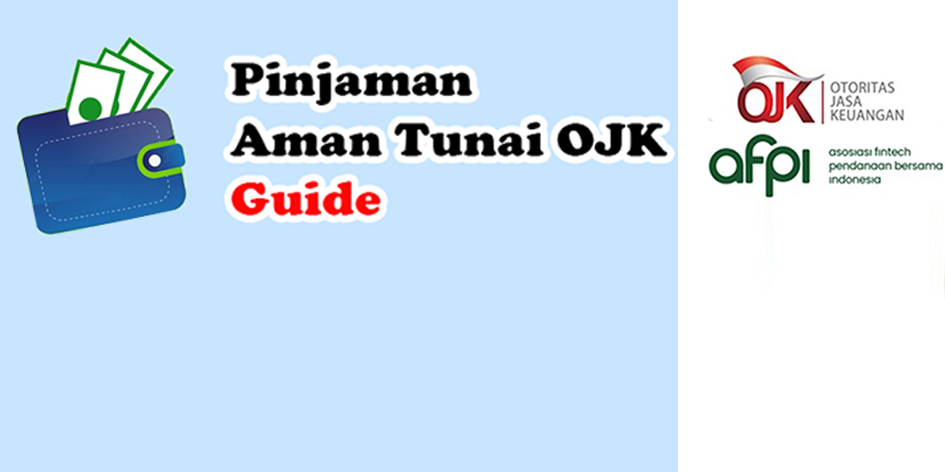 Pinjaman
Aman Tunai OJK
Guide
OJK
OTORITAS
JASA
KEUANGAN
afpi
asosiasi fintech
pendanaan bersama
indonesia